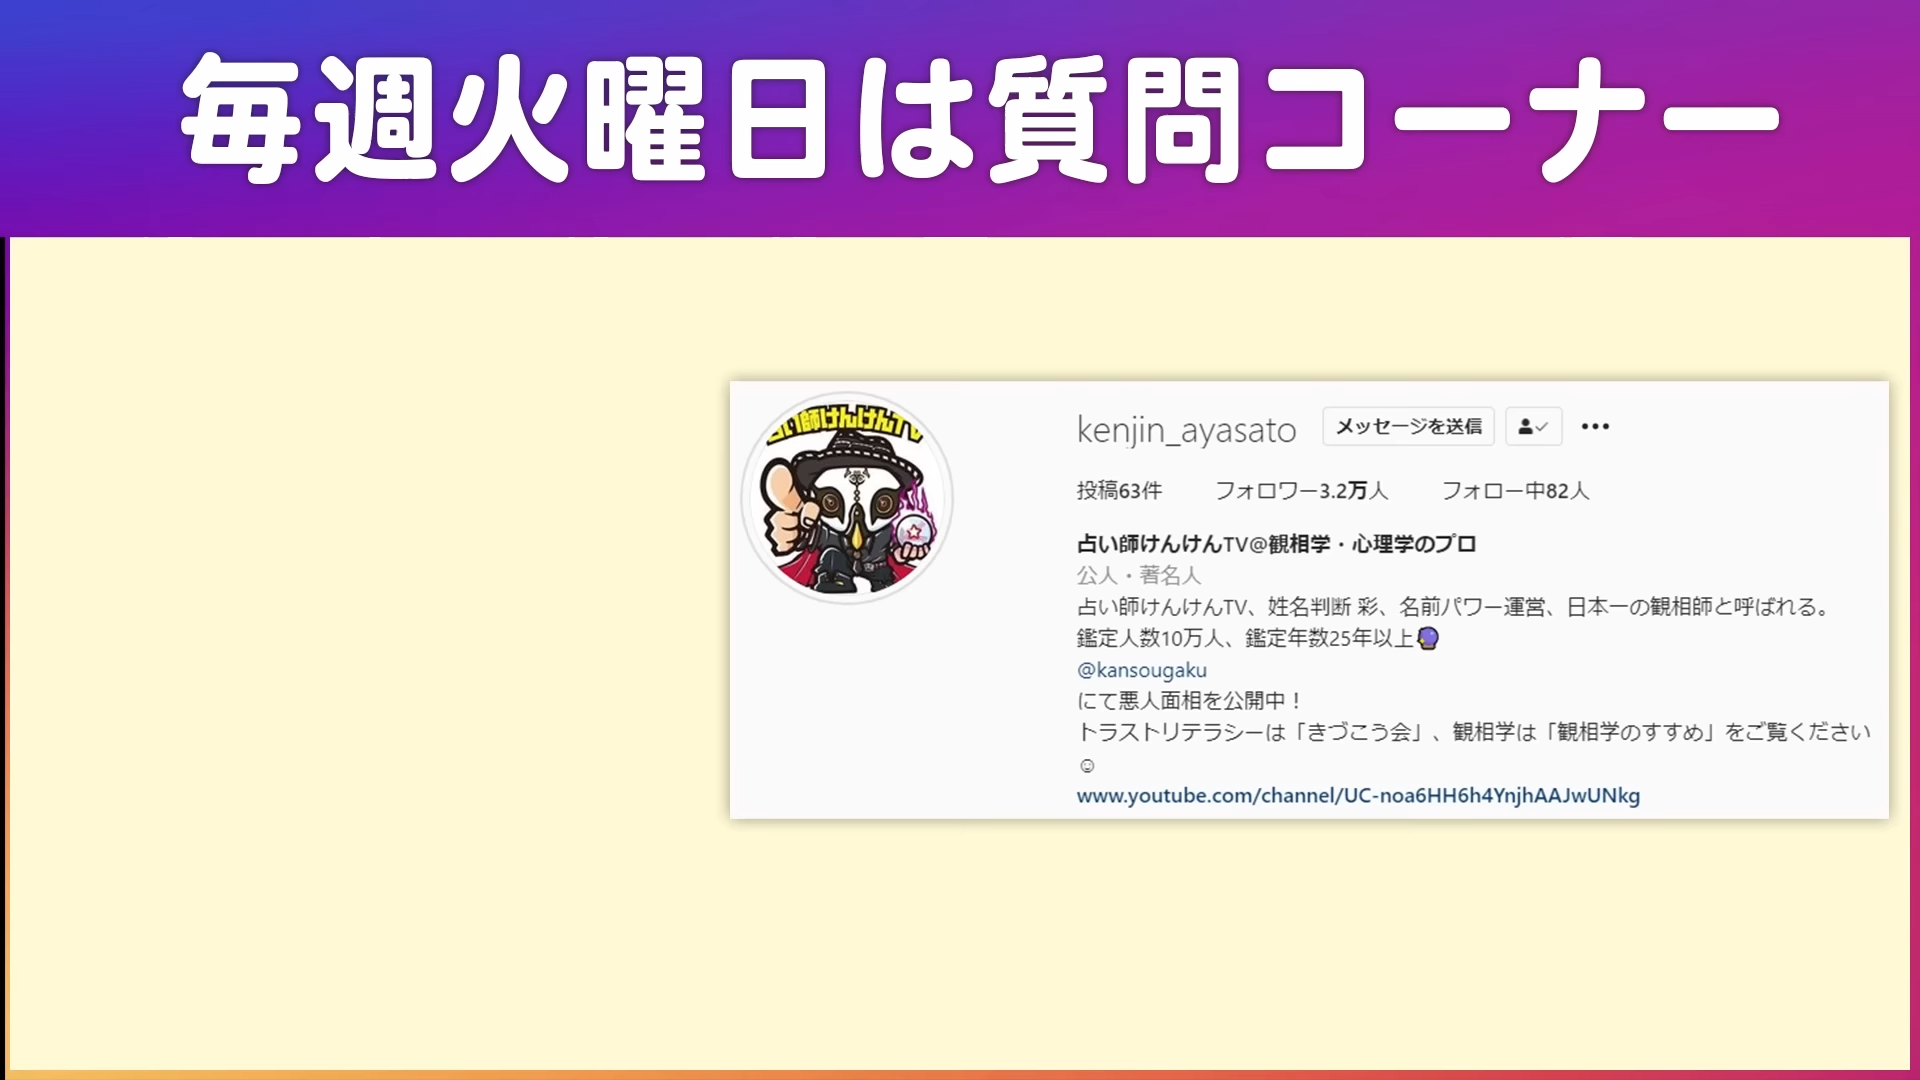 毎週火曜日は質問コーナー
占い師けんけんTV
kenjin_ayasato メッセージを送信
投稿63件 フォロワー3.2万人 フォロー中82人
占い師けんけんTV@観相学・心理学のプロ
公人・著名人
占い師けんけんTV、姓名判断 彩、名前パワー運営、日本一の観相師と呼ばれる。
鑑定人数10万人、鑑定年数25年以上🔮
@kansougaku
にて悪人面相を公開中！
トラストリテラシーは「きづこう会」、観相学は「観相学のすすめ」をご覧ください
☺
www.youtube.com/channel/UC-noa6HH6h4YnjhAAJwUNkg